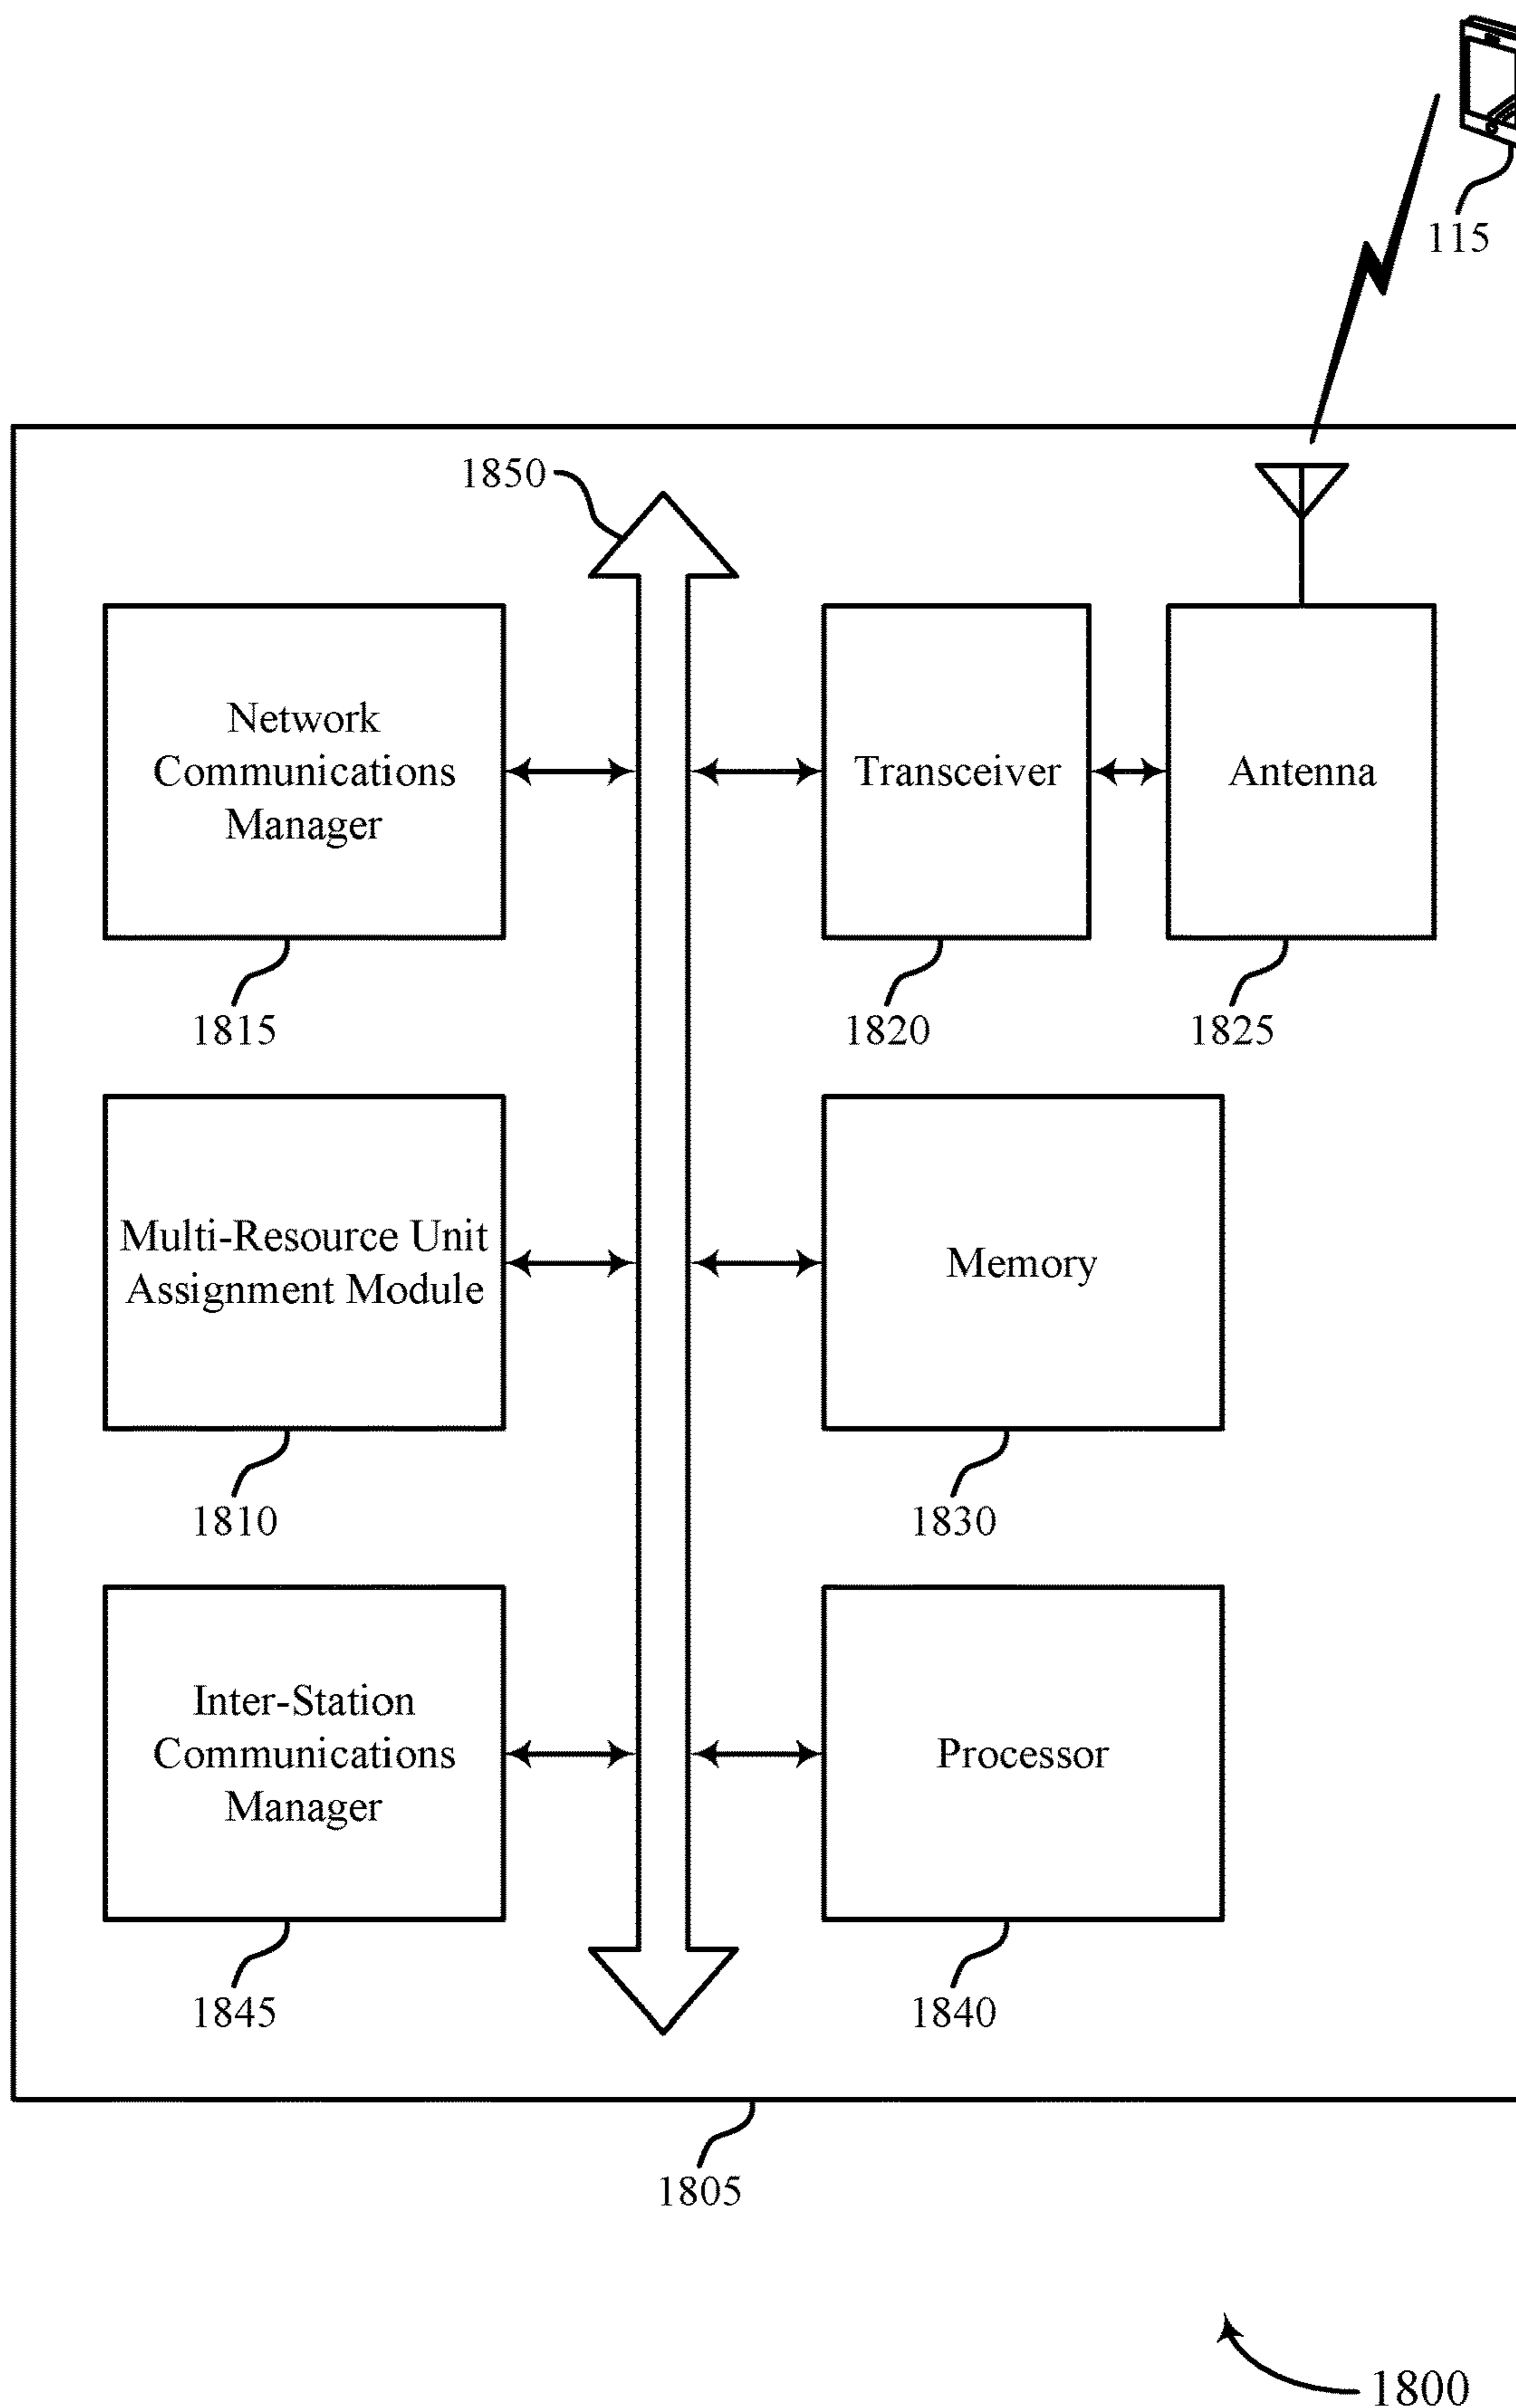 115
1850
Network
Communications
Manager
Transceiver
Antenna
1815
1820
1825
Multi-Resource Unit
Assignment Module
Memory
1810
1830
Inter-Station
Communications
Manager
Processor
1845
1840
1805
1800